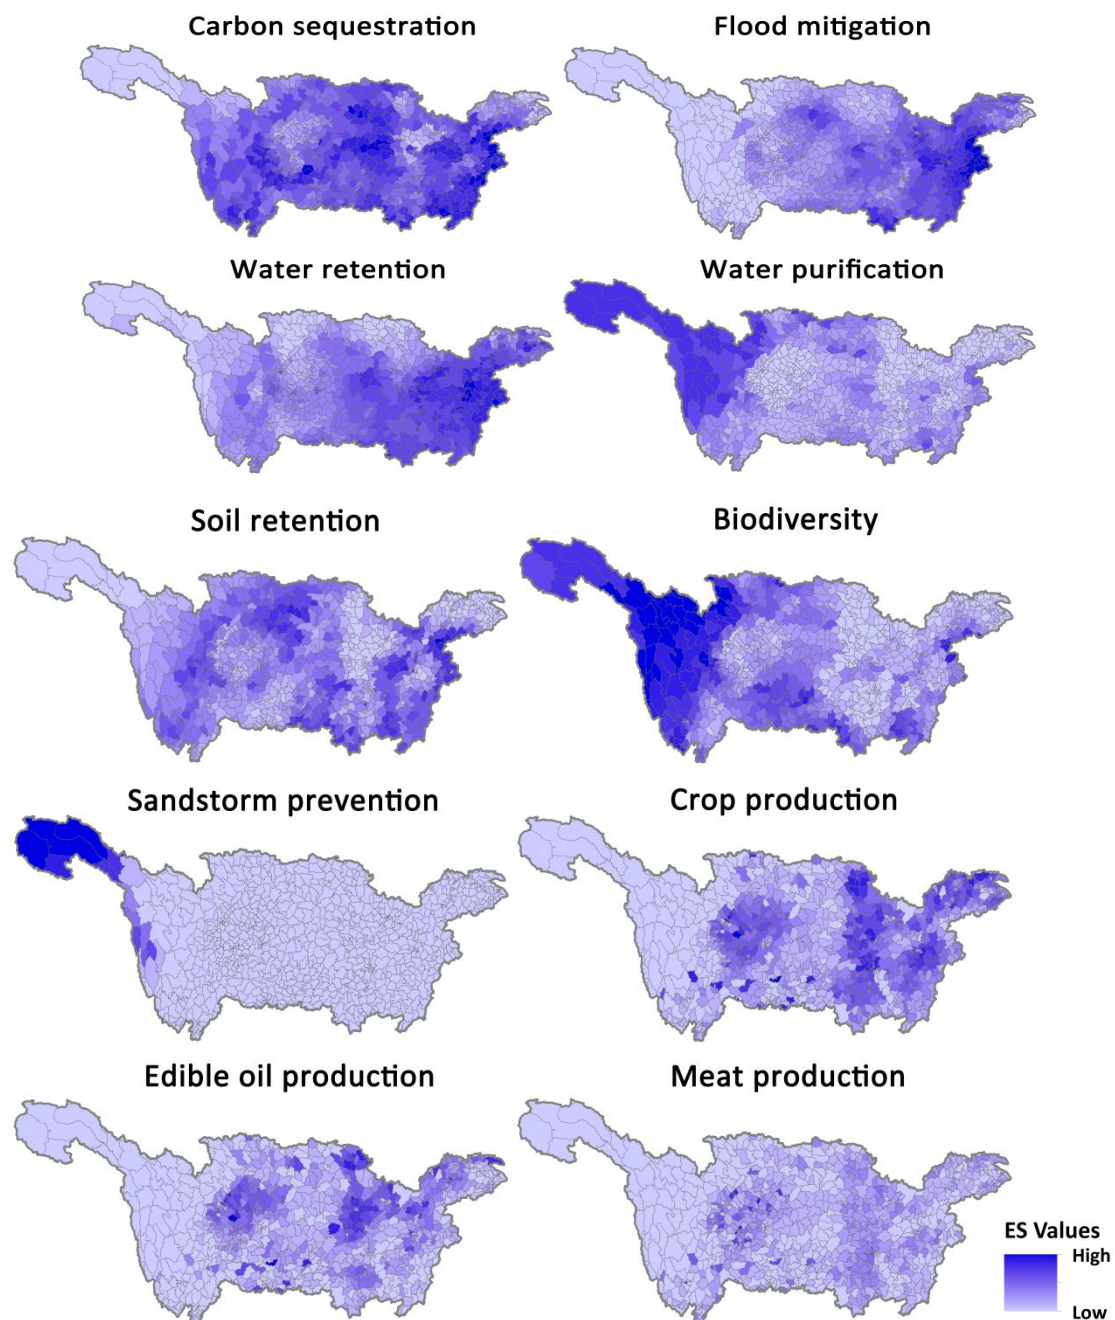 Carbon sequestration
Flood mitigation
Water retention
Water purification
Soil retention
Biodiversity
Sandstorm prevention
Crop production
Edible oil production
Meat production
ES Values
High
Low